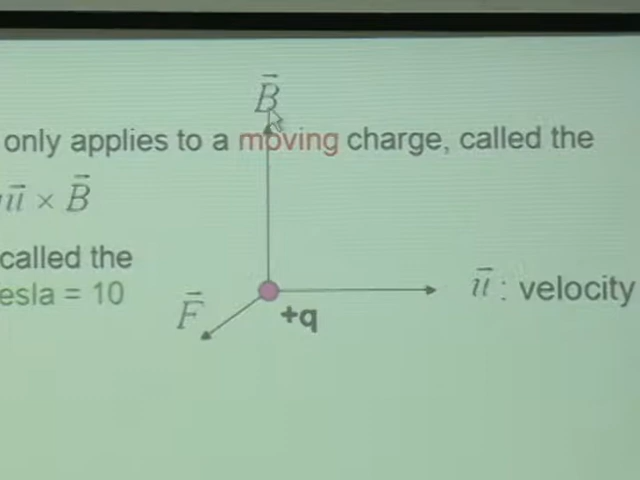 B⃗
only applies to a moving charge, called the
u⃗ × B⃗
called the
esla = 10
u⃗ : velocity
F⃗
+q